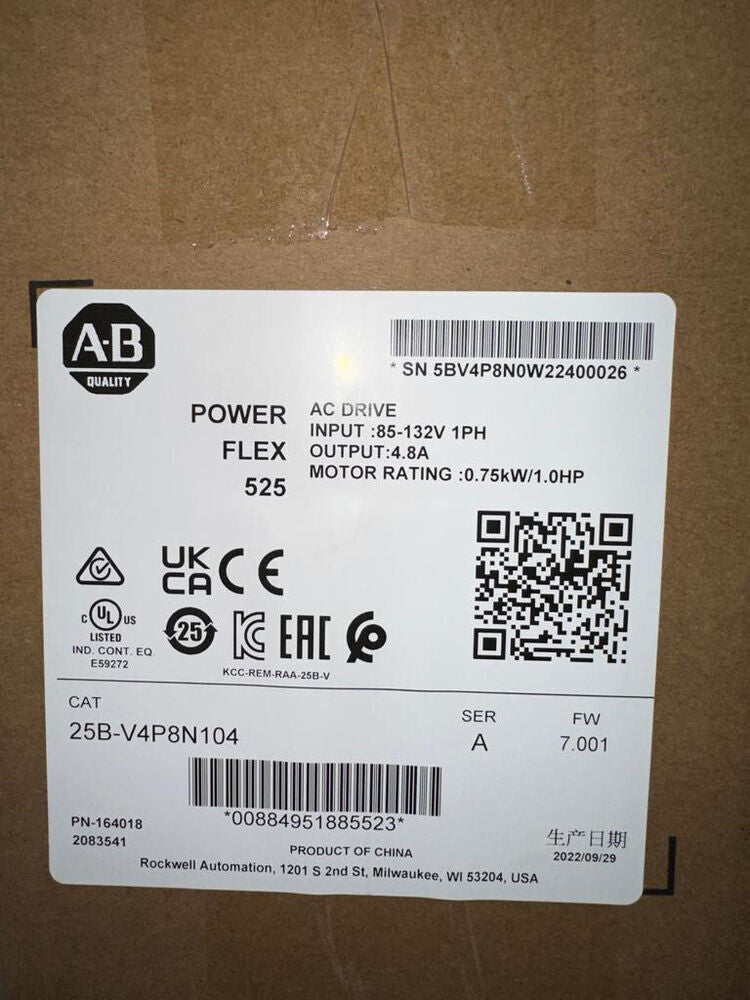 A·B
QUALITY
* SN 5BV4P8N0W22400026 *
POWER
FLEX
525
AC DRIVE
INPUT :85-132V 1PH
OUTPUT:4.8A
MOTOR RATING :0.75kW/1.0HP
UK
CA
CE
C UL US
LISTED
IND. CONT. EQ.
E59272
25
KC
EAC
KCC-REM-RAA-25B-V
CAT
25B-V4P8N104
SER
A
FW
7.001
*00884951885523*
PN-164018
2083541
PRODUCT OF CHINA
Rockwell Automation, 1201 S 2nd St, Milwaukee, WI 53204, USA
生产日期
2022/09/29